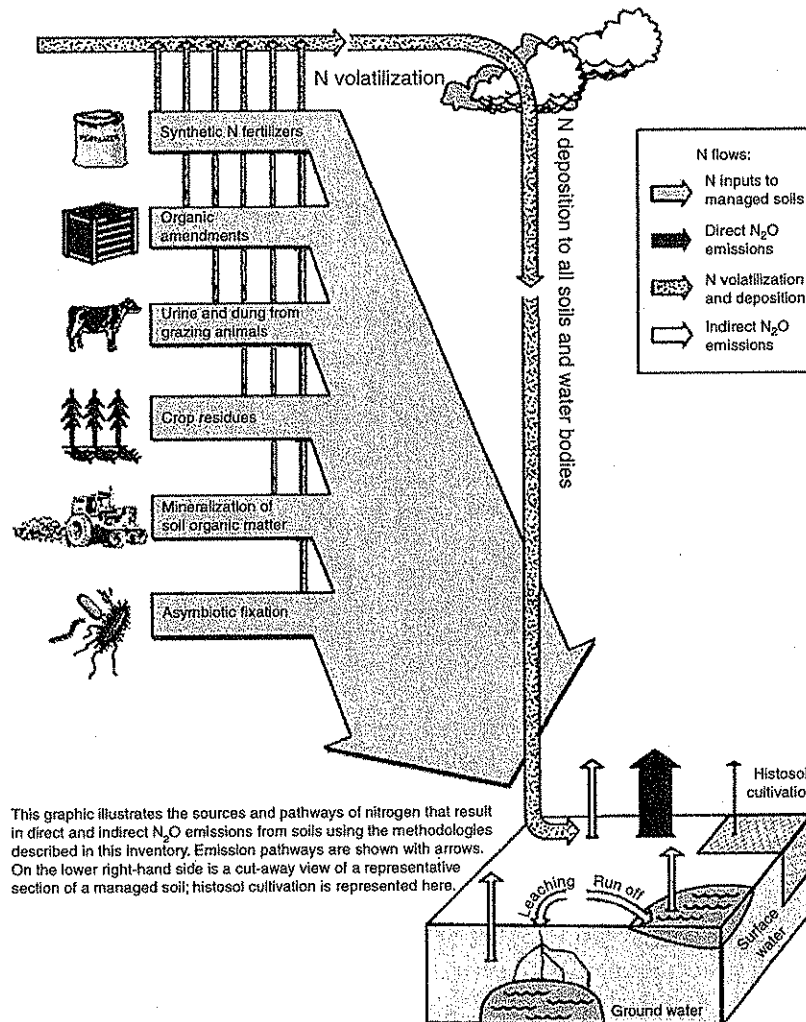 N volatilization
Synthetic N fertilizers
Organic
amendments
Urine and dung from
grazing animals
Crop residues
Mineralization of
soil organic matter
Asymbiotic fixation
N deposition to all soils and water bodies
N flows:
N inputs to
managed soils
Direct N₂O
emissions
N volatilization
and deposition
Indirect N₂O
emissions
This graphic illustrates the sources and pathways of nitrogen that result
in direct and indirect N₂O emissions from soils using the methodologies
described in this inventory. Emission pathways are shown with arrows.
On the lower right-hand side is a cut-away view of a representative
section of a managed soil; histosol cultivation is represented here.
Histosol
cultivation
Leaching
Run off
Surface
water
Ground water